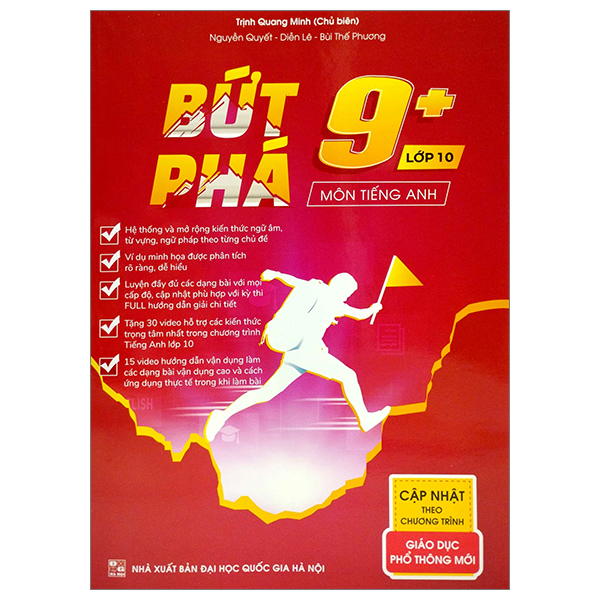 Trịnh Quang Minh (Chủ biên)
Nguyễn Quyết - Diễn Lê - Bùi Thế Phương
BỨT
PHÁ
9+
LỚP 10
MÔN TIẾNG ANH
Hệ thống và mở rộng kiến thức ngữ âm,
từ vựng, ngữ pháp theo từng chủ đề
Ví dụ minh họa được phân tích
rõ ràng, dễ hiểu
Luyện đầy đủ các dạng bài với mọi
cấp độ, cập nhật phù hợp với kỳ thi
FULL hướng dẫn giải chi tiết
Tặng 30 video hỗ trợ các kiến thức
trọng tâm nhất trong chương trình
Tiếng Anh lớp 10
15 video hướng dẫn vận dụng làm
các dạng bài vận dụng cao và cách
ứng dụng thực tế trong khi làm bài
CẬP NHẬT
THEO
CHƯƠNG TRÌNH
GIÁO DỤC
PHỔ THÔNG MỚI
NHÀ XUẤT BẢN ĐẠI HỌC QUỐC GIA HÀ NỘI